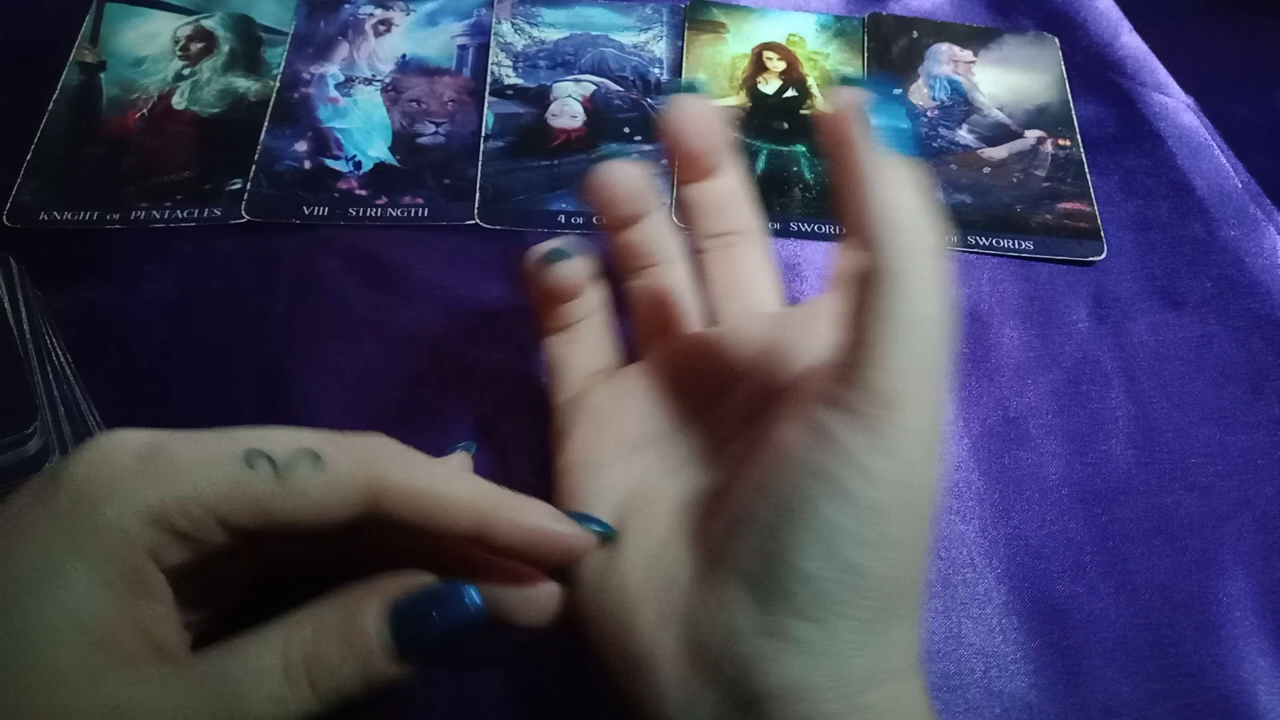 KNIGHT OF PENTACLES
VIII - STRENGTH
4 OF
OF SWORDS
OF SWORDS